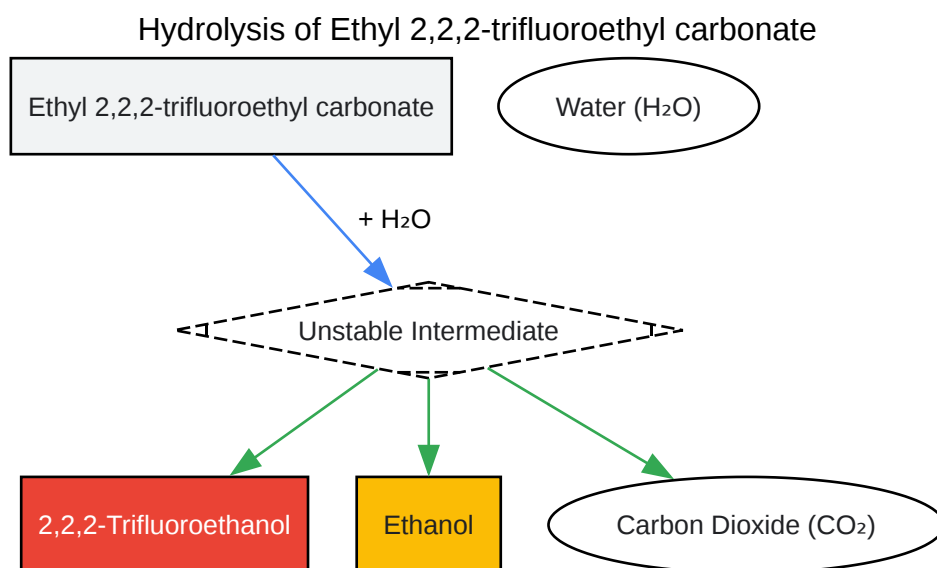 Hydrolysis of Ethyl 2,2,2-trifluoroethyl carbonate
Ethyl 2,2,2-trifluoroethyl carbonate
Water (H₂O)
+ H₂O
Unstable Intermediate
2,2,2-Trifluoroethanol
Ethanol
Carbon Dioxide (CO₂)